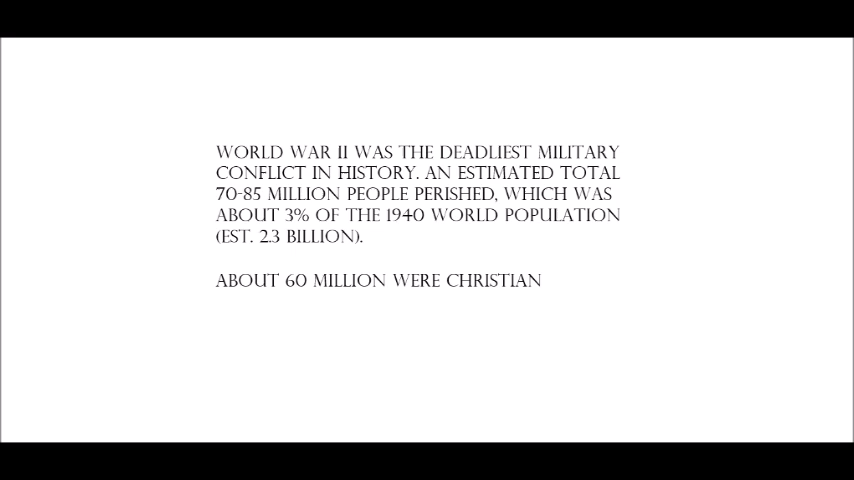 WORLD WAR II WAS THE DEADLIEST MILITARY
CONFLICT IN HISTORY. AN ESTIMATED TOTAL
70-85 MILLION PEOPLE PERISHED, WHICH WAS
ABOUT 3% OF THE 1940 WORLD POPULATION
(EST. 2.3 BILLION).
ABOUT 60 MILLION WERE CHRISTIAN